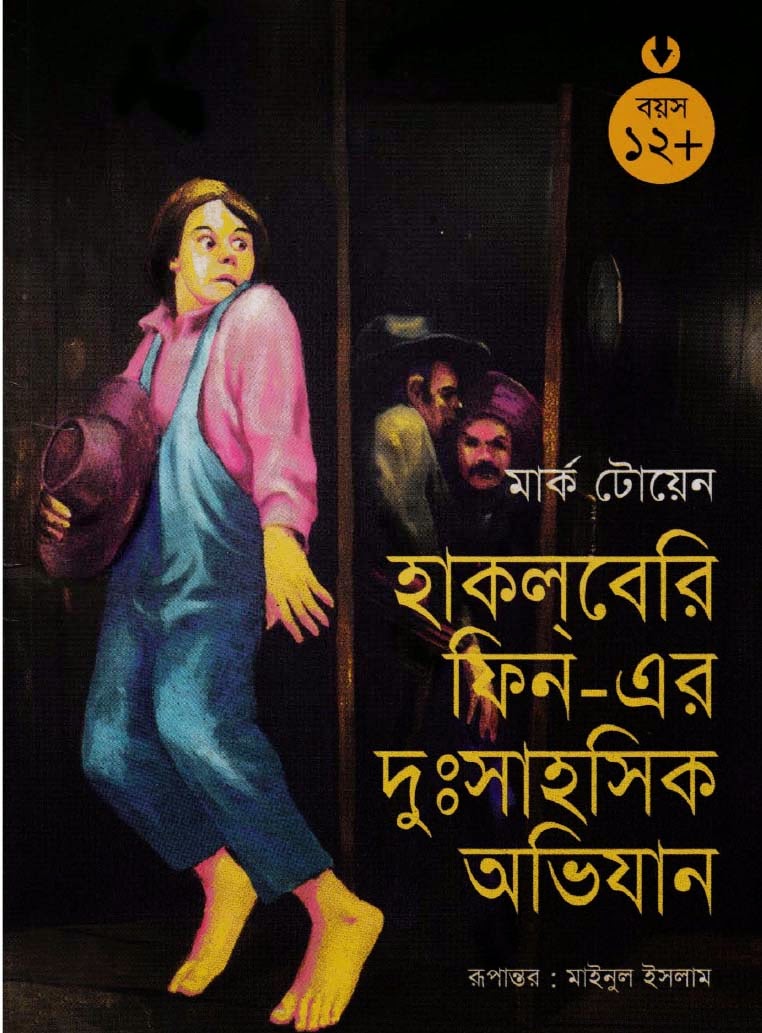 বয়স
১২+
মার্ক টোয়েন
হাকল্‌বেরি
ফিন-এর
দুঃসাহসিক
অভিযান
রূপান্তর : মাইনুল ইসলাম